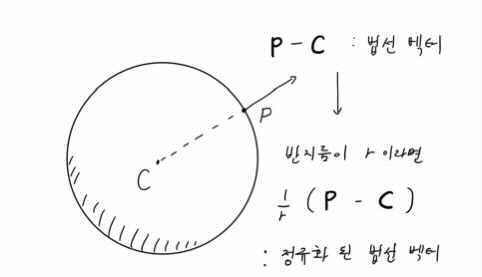 P - C : 법선 벡터
P
반지름이 r 이라면
C
1/r ( P - C )
: 정규화 된 법선 벡터